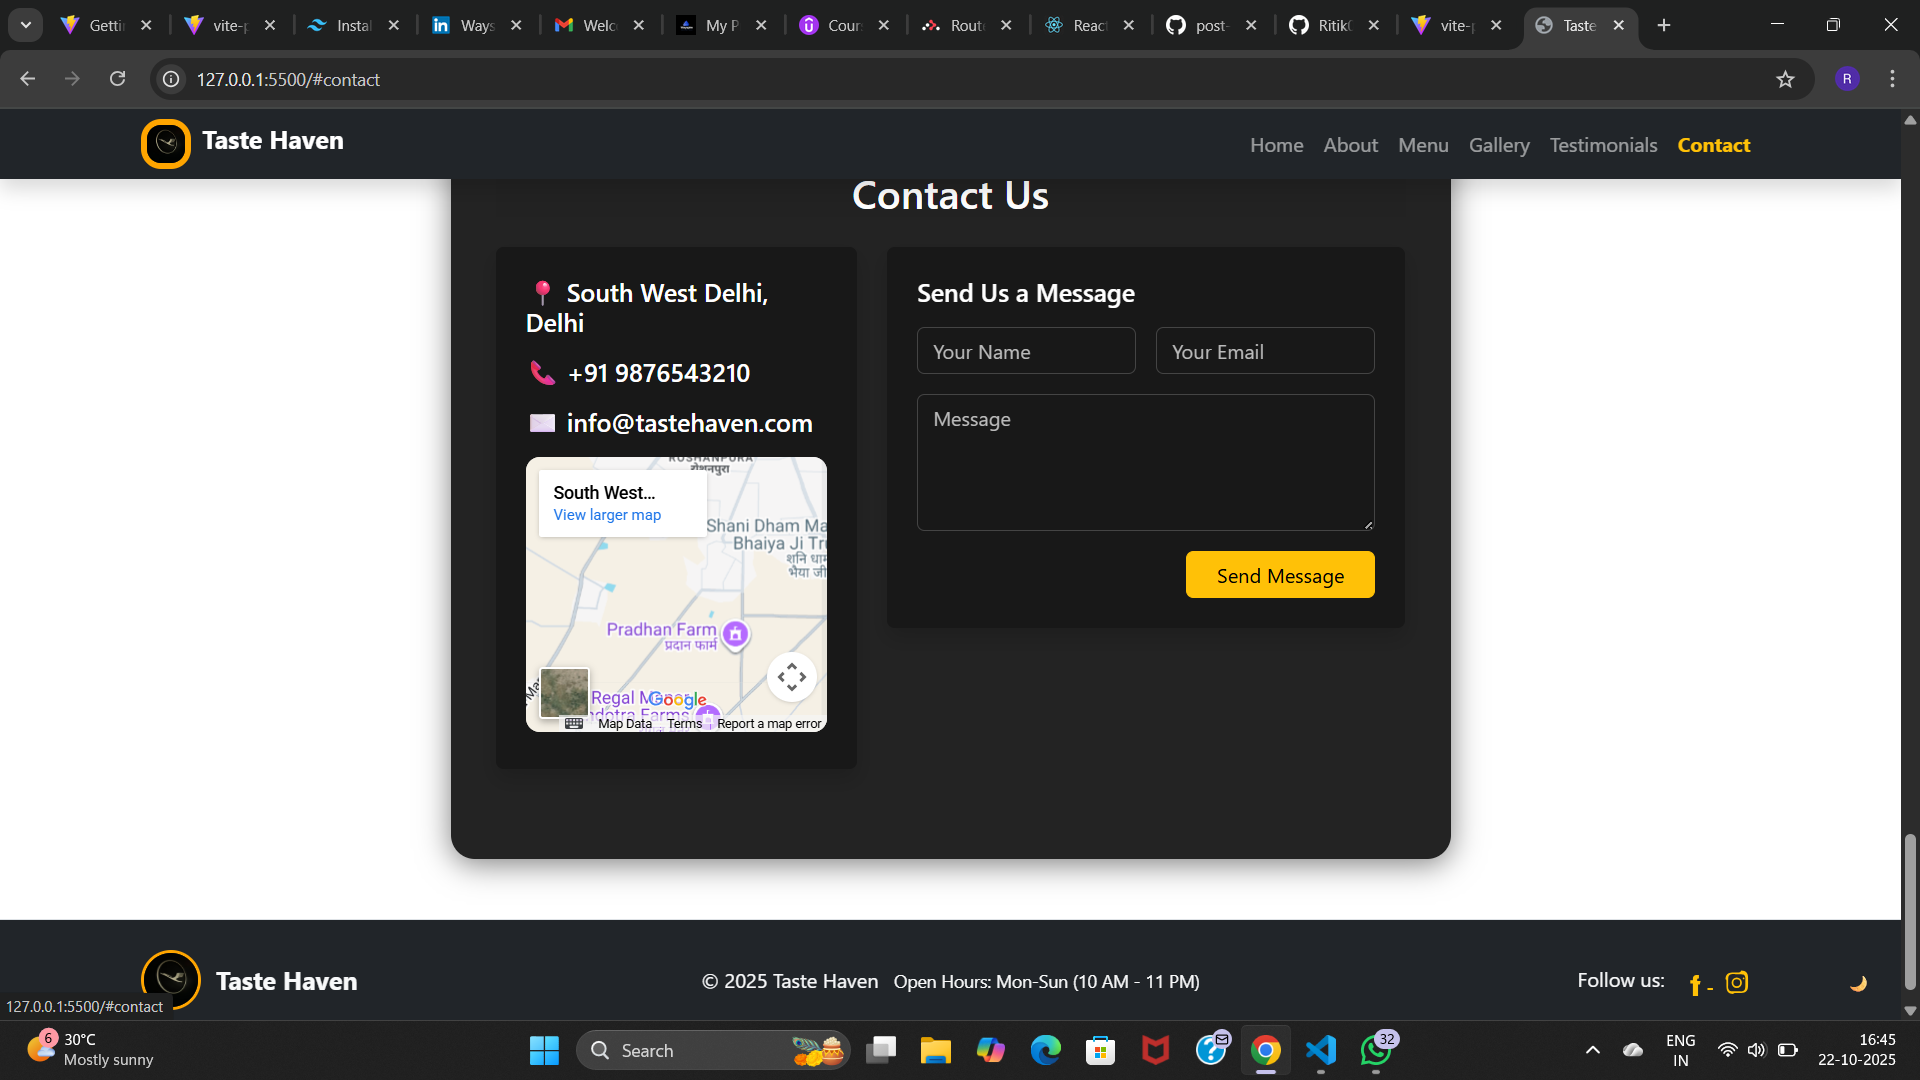 Getti
vite-p
Instal
Ways
Welc
My P
Cour
Route
React
post-
Ritik
vite-p
Taste
127.0.0.1:5500/#contact
R
Taste Haven
Home About Menu Gallery Testimonials Contact
Contact Us
South West Delhi,
Delhi
+91 9876543210
info@tastehaven.com
South West...
View larger map
रोशनपुरा
Shani Dham Ma
Bhaiya Ji Tru
शनि धाम
भैया जी
Pradhan Farm
प्रदान फार्म
Regal Manor
Google
Map Data Terms Report a map error
Send Us a Message
Your Name
Your Email
Message
Send Message
Taste Haven
© 2025 Taste Haven Open Hours: Mon-Sun (10 AM - 11 PM)
Follow us:
127.0.0.1:5500/#contact
6
30°C
Mostly sunny
Search
32
ENG
IN
16:45
22-10-2025